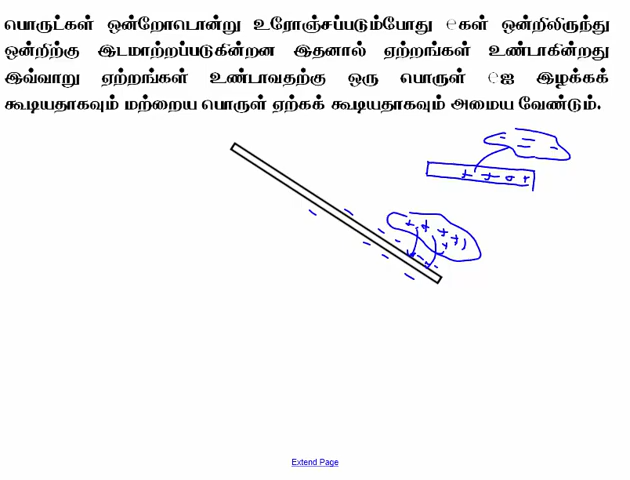 பொருட்கள் ஒன்றோடொன்று உரோஞ்சப்படும்போது eகள் ஒன்றிலிருந்து
ஒன்றிற்கு இடமாற்றப்படுகின்றன இதனால் ஏற்றங்கள் உண்டாகின்றது
இவ்வாறு ஏற்றங்கள் உண்டாவதற்கு ஒரு பொருள் eஐ இழக்கக்
கூடியதாகவும் மற்றைய பொருள் ஏற்கக் கூடியதாகவும் அமைய வேண்டும்.
Extend Page